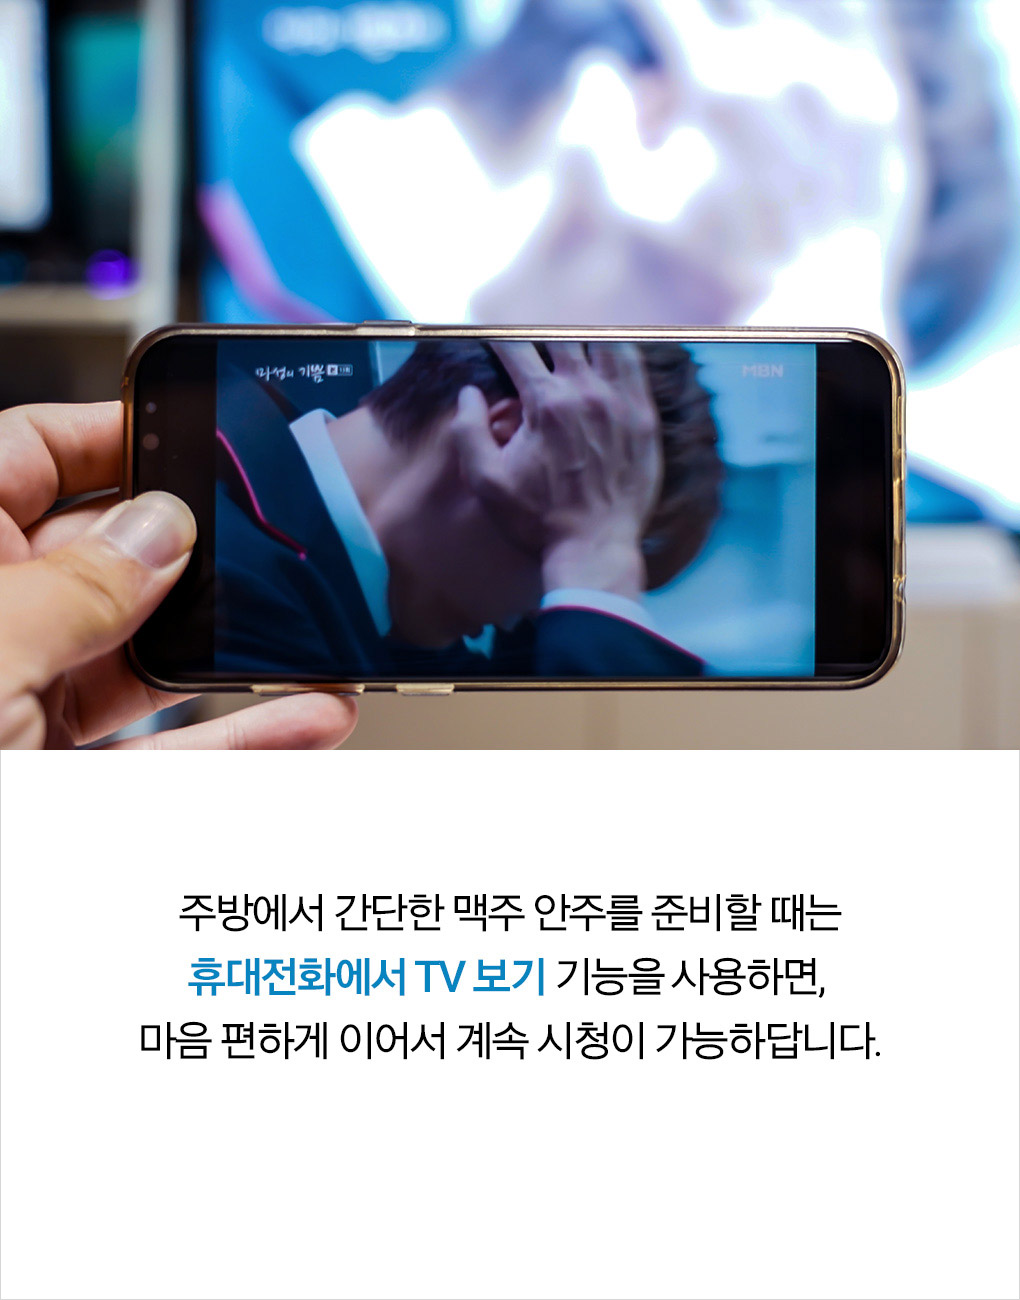 마성의 기쁨
MBN
주방에서 간단한 맥주 안주를 준비할 때는
휴대전화에서 TV 보기 기능을 사용하면,
마음 편하게 이어서 계속 시청이 가능하답니다.